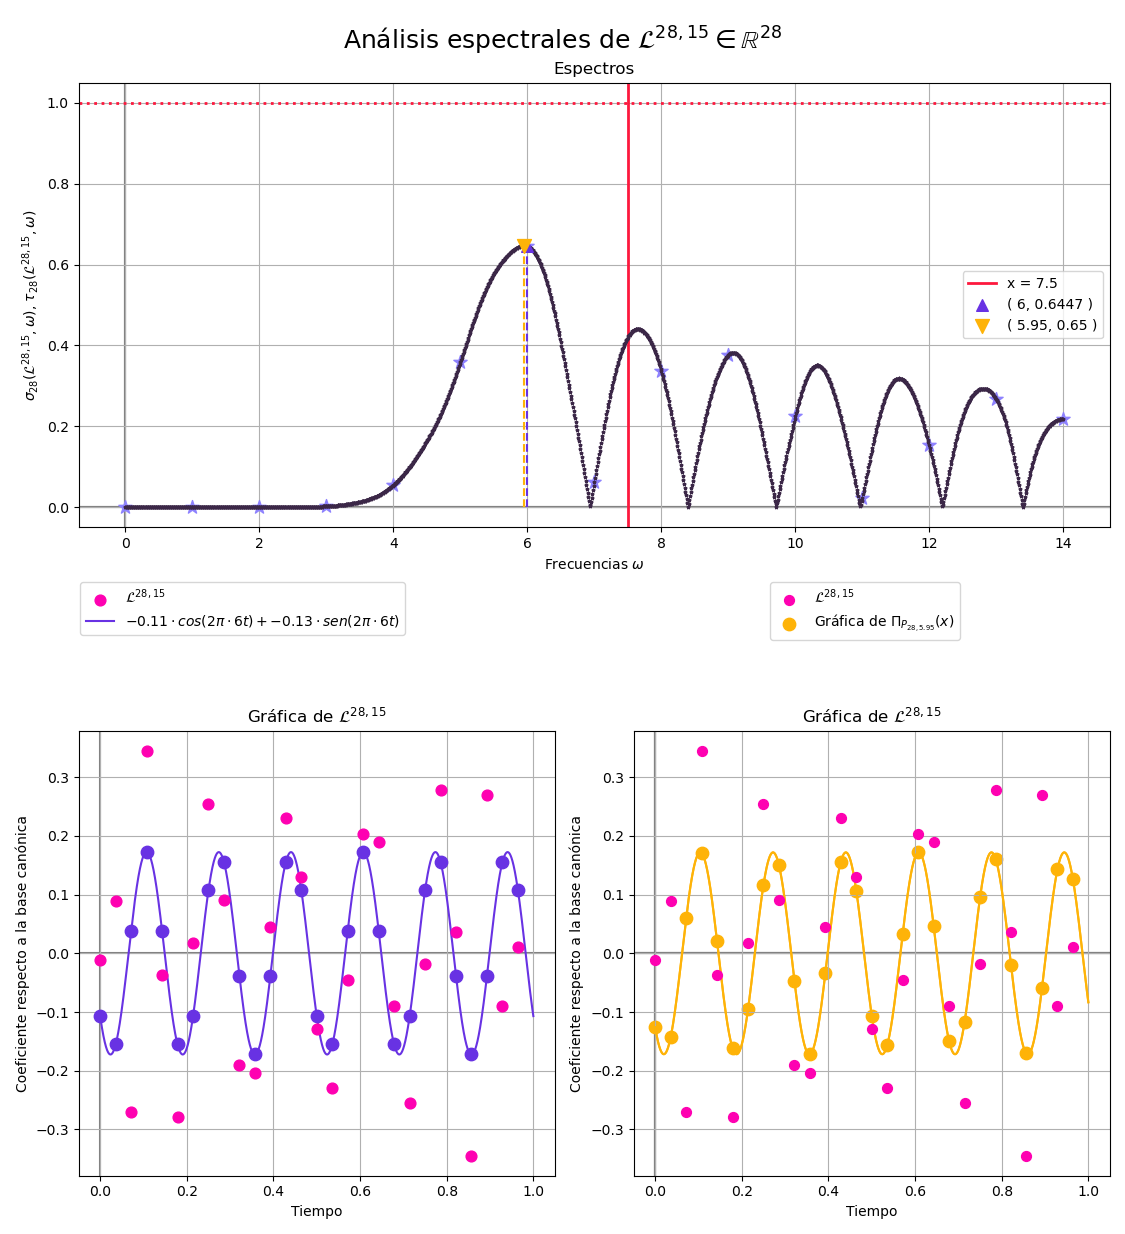 Análisis espectrales de 𝓛^{28,15} ∈ ℝ^{28}
Espectros
σ_{28}(𝓛^{28,15}, ω), τ_{28}(𝓛^{28,15}, ω)
1.0
0.8
0.6
0.4
0.2
0.0
x = 7.5
( 6, 0.6447 )
( 5.95, 0.65 )
0 2 4 6 8 10 12 14
Frecuencias ω
𝓛^{28,15}
−0.11 · cos(2π · 6t) + −0.13 · sen(2π · 6t)
𝓛^{28,15}
Gráfica de Π_{P_{28,5.95}}(x)
Gráfica de 𝓛^{28,15}
Coeficiente respecto a la base canónica
0.3
0.2
0.1
0.0
−0.1
−0.2
−0.3
0.0 0.2 0.4 0.6 0.8 1.0
Tiempo
Gráfica de 𝓛^{28,15}
Coeficiente respecto a la base canónica
0.3
0.2
0.1
0.0
−0.1
−0.2
−0.3
0.0 0.2 0.4 0.6 0.8 1.0
Tiempo